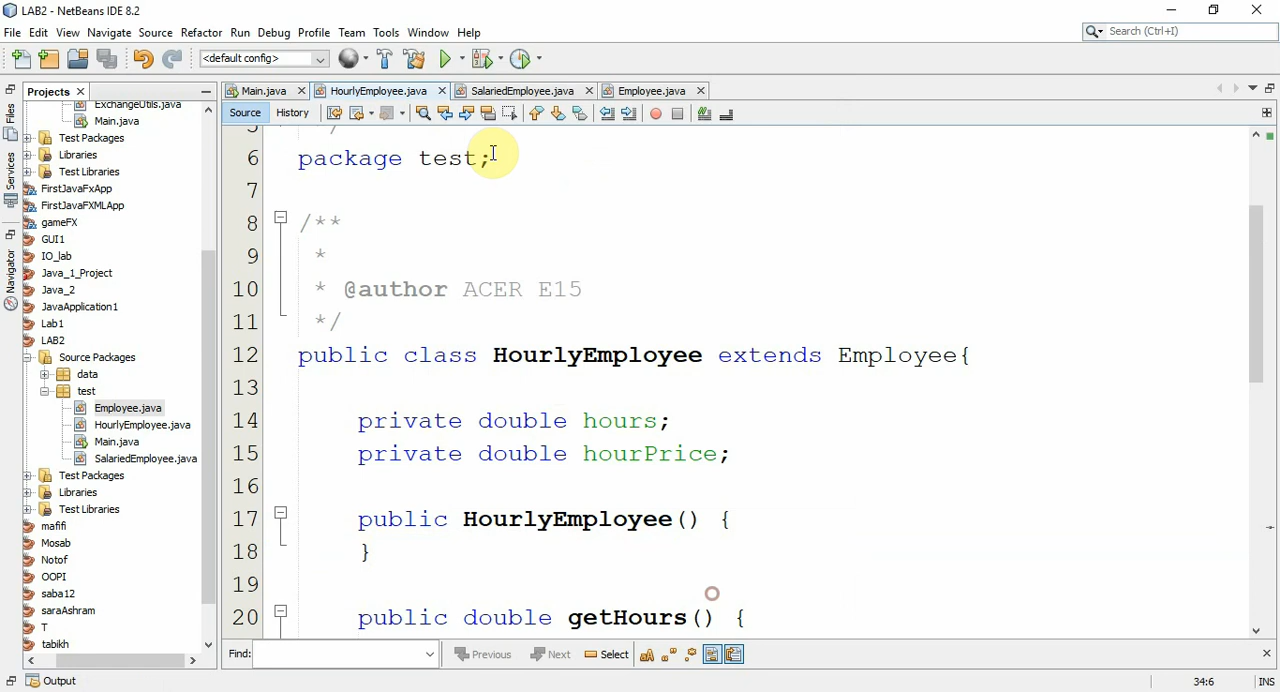 LAB2 - NetBeans IDE 8.2
File Edit View Navigate Source Refactor Run Debug Profile Team Tools Window Help
Search (Ctrl+I)
<default config>
Projects
Main.java HourlyEmployee.java SalariedEmployee.java Employee.java
Source History
Files
Services
Navigator
ExchangeUtils.java
Main.java
Test Packages
Libraries
Test Libraries
FirstJavaFxApp
FirstJavaFXMLApp
gameFX
GUI1
IO_lab
Java_1_Project
Java_2
JavaApplication1
Lab1
LAB2
Source Packages
data
test
Employee.java
HourlyEmployee.java
Main.java
SalariedEmployee.java
Test Packages
Libraries
Test Libraries
mafifi
Mosab
Notof
OOPI
saba12
saraAshram
T
tabikh
5 */
6 package test;
7
8 /**
9 *
10 * @author ACER E15
11 */
12 public class HourlyEmployee extends Employee{
13
14 private double hours;
15 private double hourPrice;
16
17 public HourlyEmployee() {
18 }
19
20 public double getHours() {
Find: Previous Next Select
Output
34:6 INS